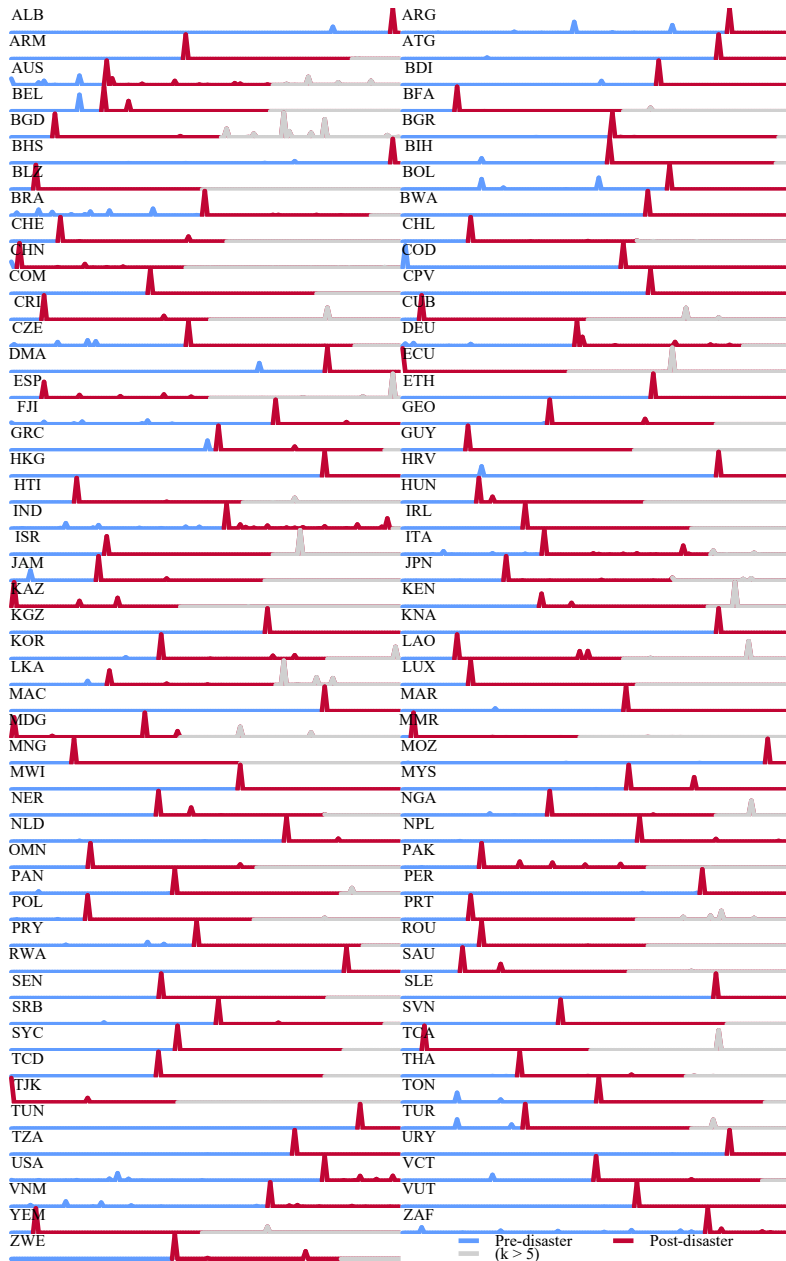 ALB ARG
ARM ATG
AUS BDI
BEL BFA
BGD BGR
BHS BIH
BLZ BOL
BRA BWA
CHE CHL
CHN COD
COM CPV
CRI CUB
CZE DEU
DMA ECU
ESP ETH
FJI GEO
GRC GUY
HKG HRV
HTI HUN
IND IRL
ISR ITA
JAM JPN
KAZ KEN
KGZ KNA
KOR LAO
LKA LUX
MAC MAR
MDG MMR
MNG MOZ
MWI MYS
NER NGA
NLD NPL
OMN PAK
PAN PER
POL PRT
PRY ROU
RWA SAU
SEN SLE
SRB SVN
SYC TCA
TCD THA
TJK TON
TUN TUR
TZA URY
USA VCT
VNM VUT
YEM ZAF
ZWE Pre-disaster Post-disaster
(k > 5)